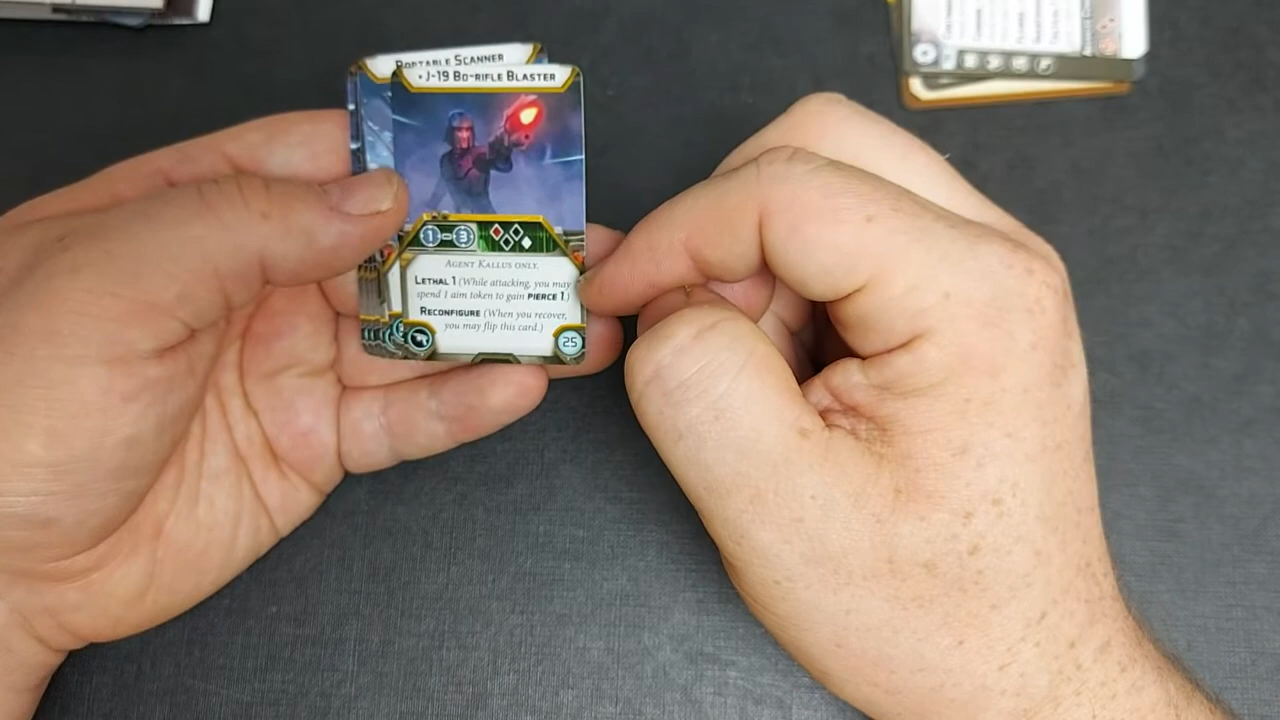 Portable Scanner
• J-19 Bo-rifle Blaster
1 – 3
Agent Kallus only.
Lethal 1 (While attacking, you may
spend 1 aim token to gain Pierce 1.)
Reconfigure (When you recover,
you may flip this card.)
25